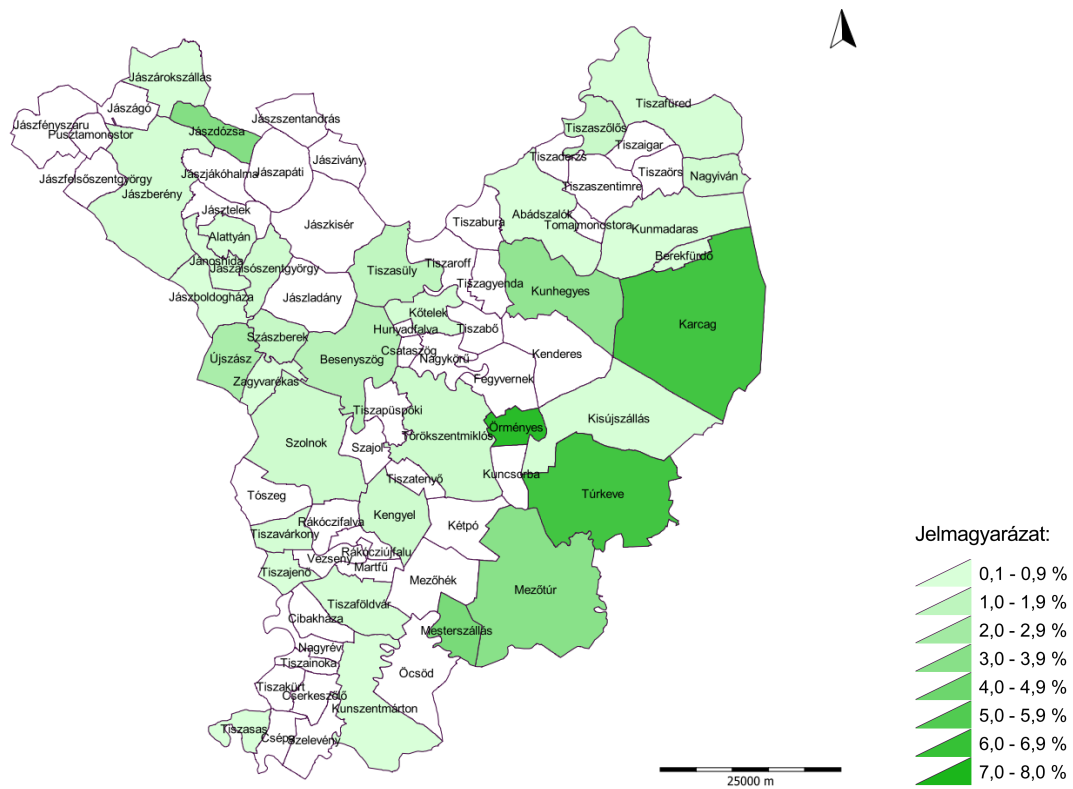 Jászárokszállás
Jászágó
Jászfényszaru
Pusztamonostor
Jászdózsa
Jászszentandrás
Jászivány
Jászapáti
Jászjákóhalma
Jászfelsőszentgyörgy
Jászberény
Jásztelek
Jászkisér
Alattyán
Jánoshida
Jászalsószentgyörgy
Jászboldogháza
Jászladány
Tiszafüred
Tiszaszőlős
Tiszaigar
Tiszaderzs
Tiszaörs
Nagyiván
Tiszaszentimre
Abádszalók
Tomajmonostora
Kunmadaras
Tiszabura
Berekfürdő
Tiszaroff
Tiszasüly
Tiszagyenda
Kunhegyes
Karcag
Kőtelek
Hunyadfalva
Tiszabő
Szászberek
Csataszög
Nagykörű
Kenderes
Újszász
Besenyszög
Fegyvernek
Zagyvarékas
Tiszapüspöki
Kisújszállás
Örményes
Szolnok
Törökszentmiklós
Szajol
Kuncsorba
Tiszatenyő
Tószeg
Túrkeve
Kengyel
Rákóczifalva
Kétpó
Tiszavárkony
Rákócziújfalu
Vezseny
Martfű
Tiszajenő
Mezőhék
Mezőtúr
Tiszaföldvár
Cibakháza
Mesterszállás
Nagyrév
Tiszainoka
Öcsöd
Tiszakürt
Cserkeszőlő
Kunszentmárton
Tiszasas
Csépa
Szelevény
Jelmagyarázat:
0,1 - 0,9 %
1,0 - 1,9 %
2,0 - 2,9 %
3,0 - 3,9 %
4,0 - 4,9 %
5,0 - 5,9 %
6,0 - 6,9 %
7,0 - 8,0 %
25000 m